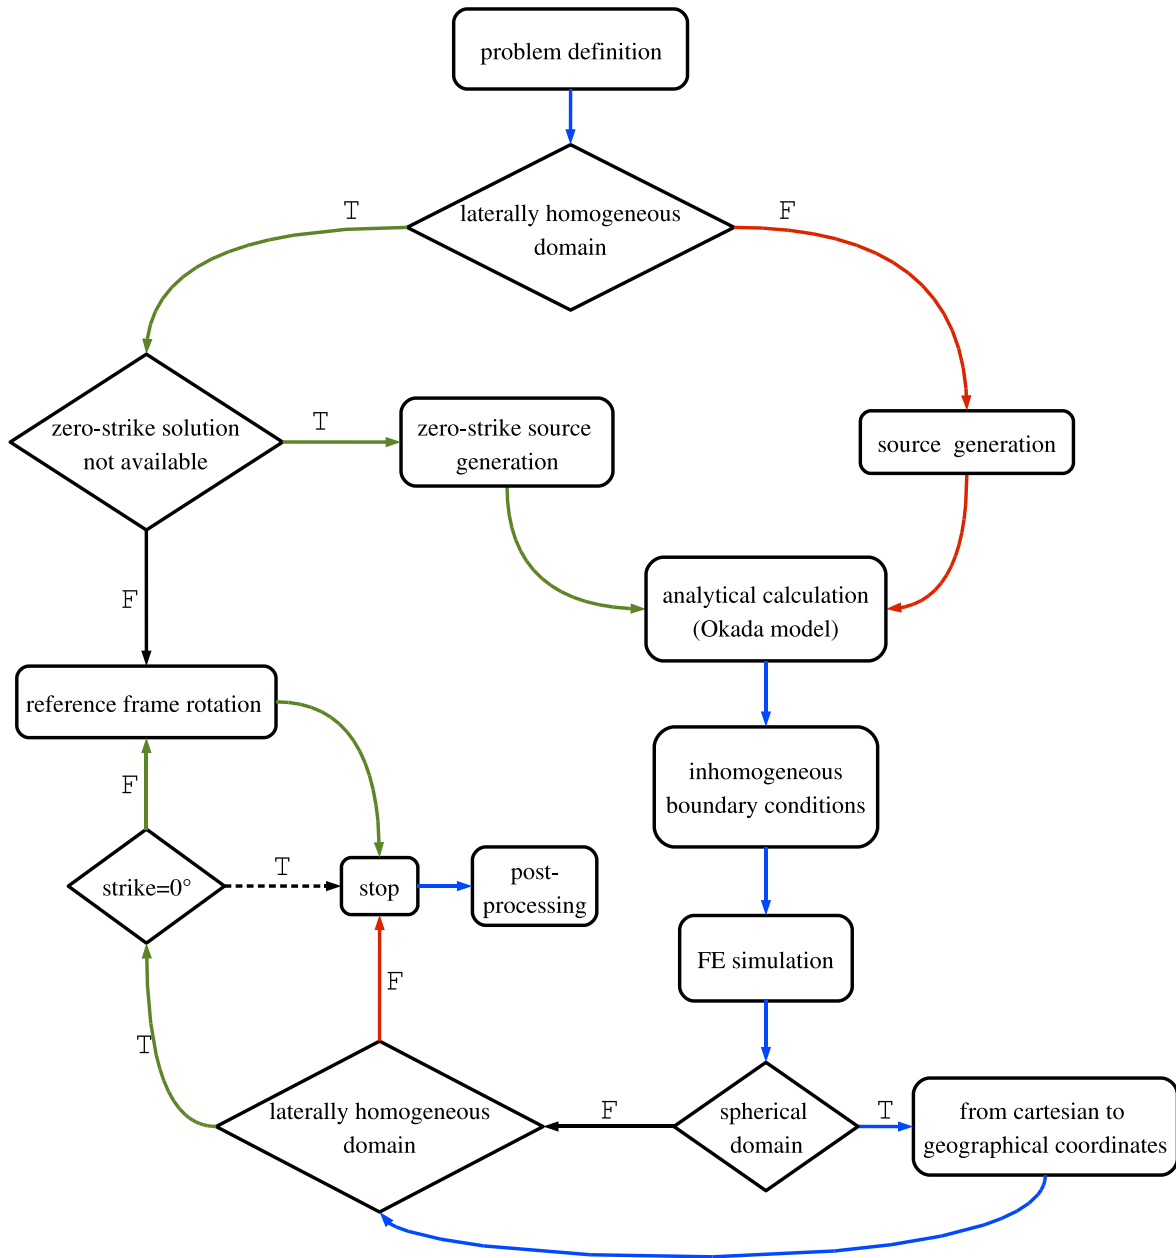 problem definition
laterally homogeneous
domain
T
F
zero-strike solution
not available
T
zero-strike source
generation
source generation
F
analytical calculation
(Okada model)
reference frame rotation
inhomogeneous
boundary conditions
F
strike=0°
T
stop
post-
processing
FE simulation
F
T
laterally homogeneous
domain
F
spherical
domain
T
from cartesian to
geographical coordinates